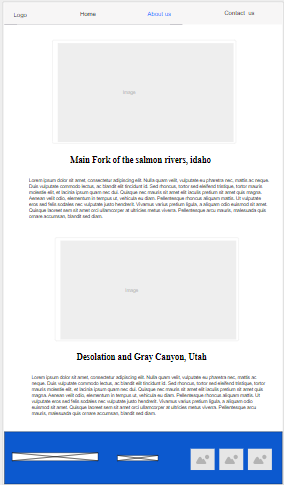 Logo Home About us Contact us
Image
Main Fork of the salmon rivers, idaho
Lorem ipsum dolor sit amet, consectetur adipiscing elit. Nulla quam velit, vulputate eu pharetra nec, mattis ac neque.
Duis vulputate commodo lectus, ac blandit elit tincidunt id. Sed rhoncus, tortor sed eleifend tristique, tortor mauris
molestie elit, et lacinia ipsum quam nec dui. Quisque nec mauris sit amet elit iaculis pretium sit amet quis magna.
Aenean velit odio, elementum in tempus ut, vehicula eu diam. Pellentesque rhoncus aliquam mattis. Ut vulputate
eros sed felis sodales nec vulputate justo hendrerit. Vivamus varius pretium ligula, a aliquam odio euismod sit amet.
Quisque laoreet sem sit amet orci ullamcorper at ultricies metus viverra. Pellentesque arcu mauris, malesuada quis
ornare accumsan, blandit sed diam.
Image
Desolation and Gray Canyon, Utah
Lorem ipsum dolor sit amet, consectetur adipiscing elit. Nulla quam velit, vulputate eu pharetra nec, mattis ac
neque. Duis vulputate commodo lectus, ac blandit elit tincidunt id. Sed rhoncus, tortor sed eleifend tristique, tortor
mauris molestie elit, et lacinia ipsum quam nec dui. Quisque nec mauris sit amet elit iaculis pretium sit amet quis
magna. Aenean velit odio, elementum in tempus ut, vehicula eu diam. Pellentesque rhoncus aliquam mattis. Ut
vulputate eros sed felis sodales nec vulputate justo hendrerit. Vivamus varius pretium ligula, a aliquam odio euismod
sit amet. Quisque laoreet sem sit amet orci ullamcorper at ultricies metus viverra. Pellentesque arcu
mauris, malesuada quis ornare accumsan, blandit sed diam.